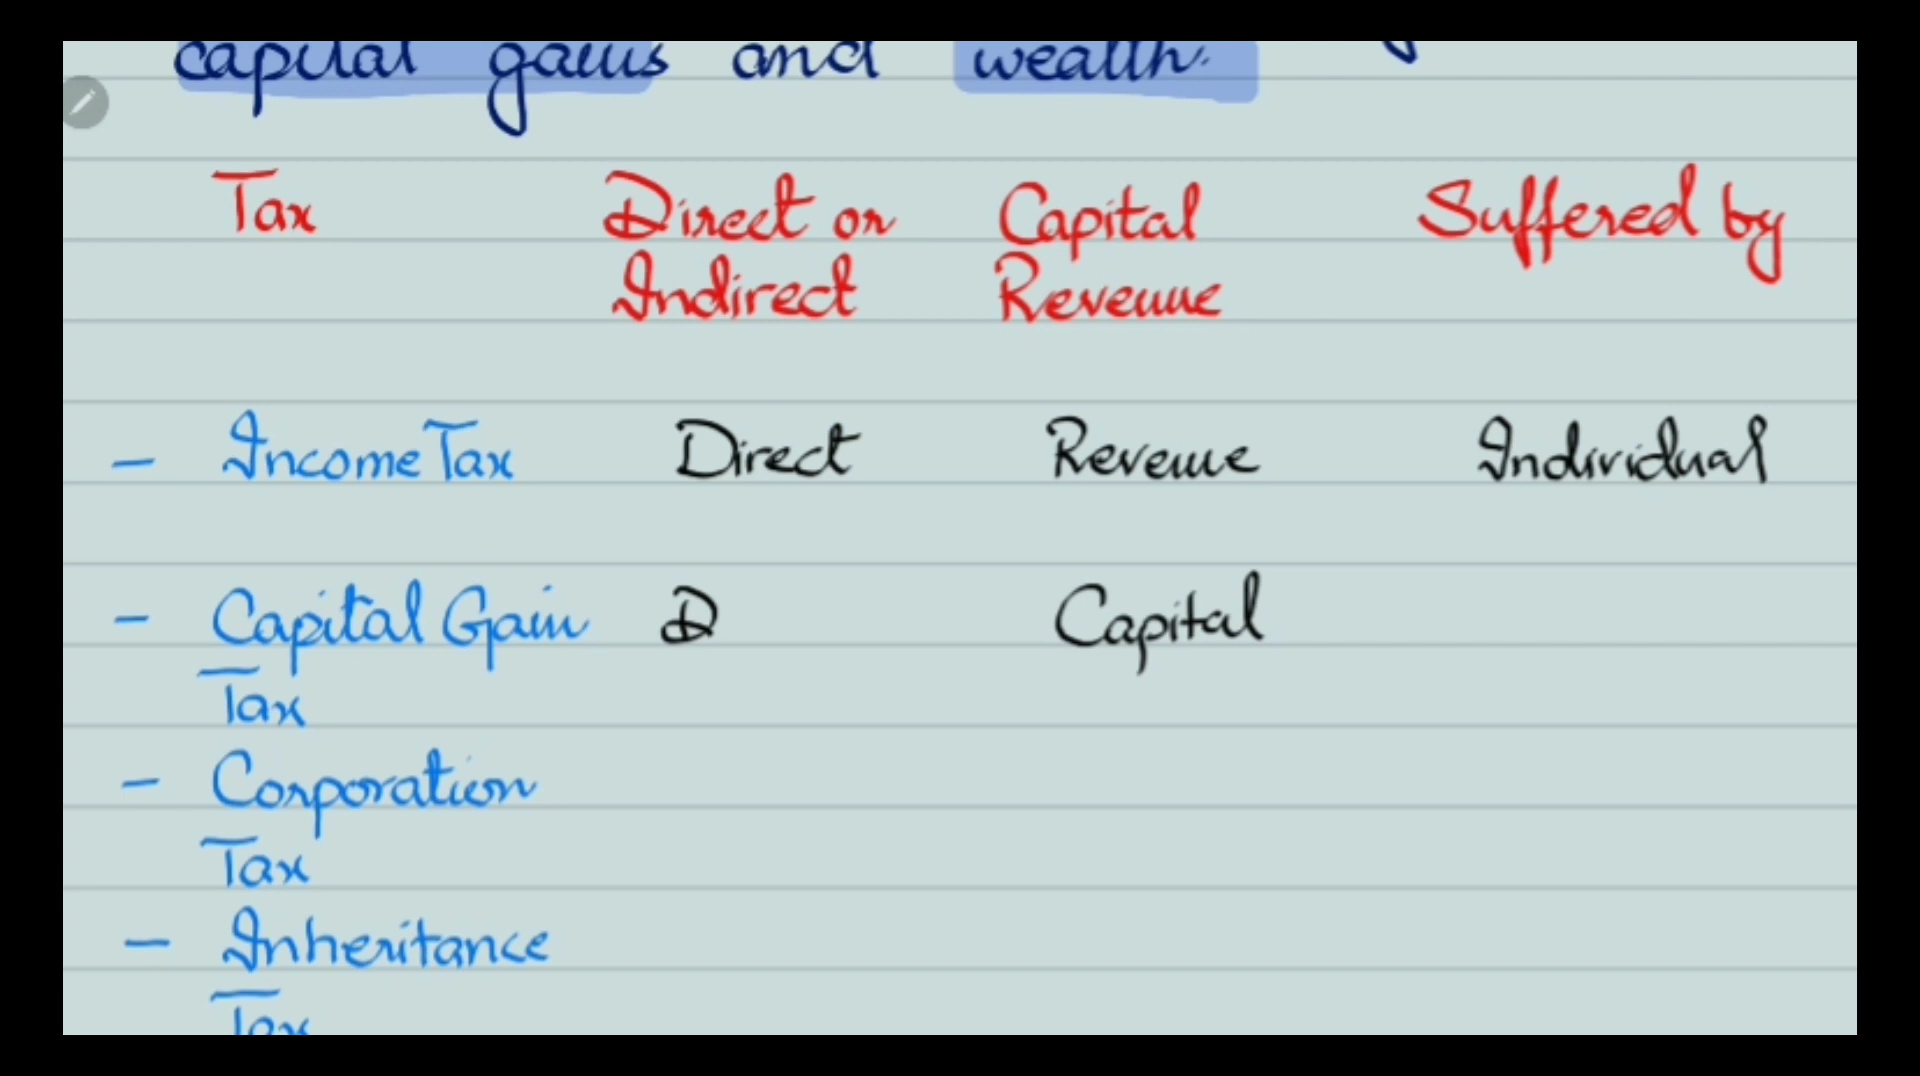 capital gains and wealth.
Tax Direct or Capital Suffered by
Indirect Revenue
- Income Tax Direct Revenue Individual
- Capital Gain D Capital
Tax
- Corporation
Tax
- Inheritance
Tax